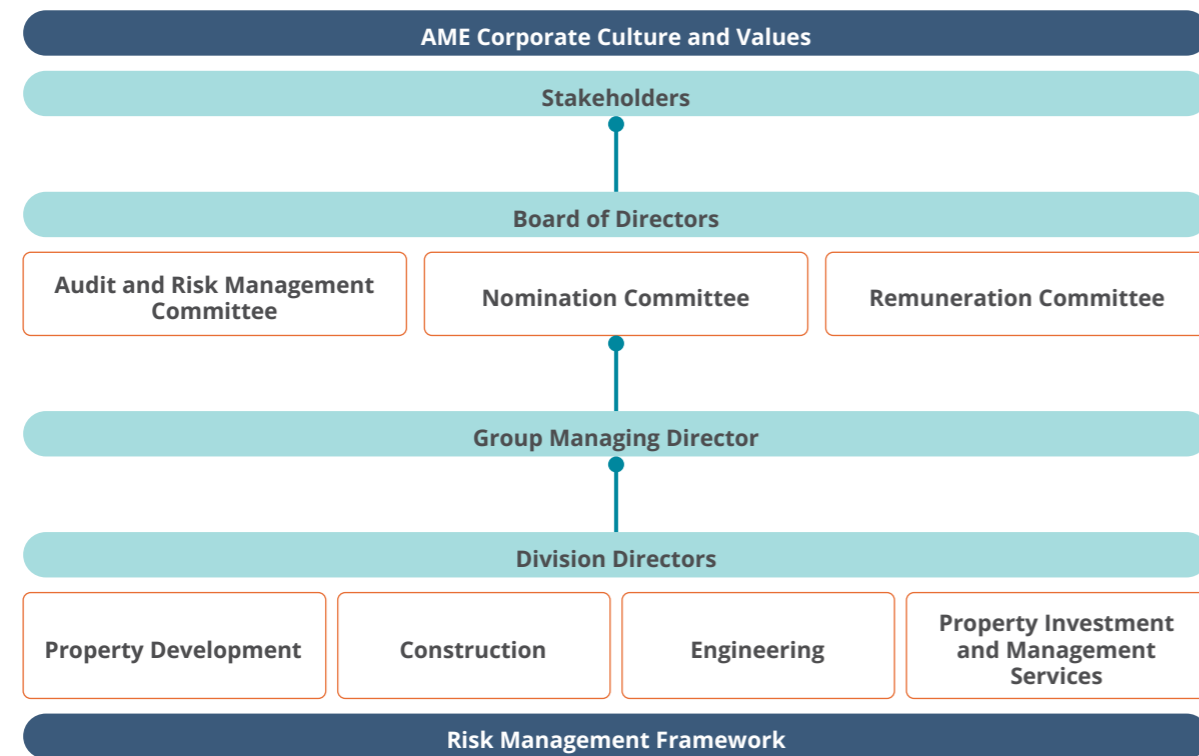 AME Corporate Culture and Values
Stakeholders
Board of Directors
Audit and Risk Management
Committee
Nomination Committee
Remuneration Committee
Group Managing Director
Division Directors
Property Development
Construction
Engineering
Property Investment
and Management
Services
Risk Management Framework